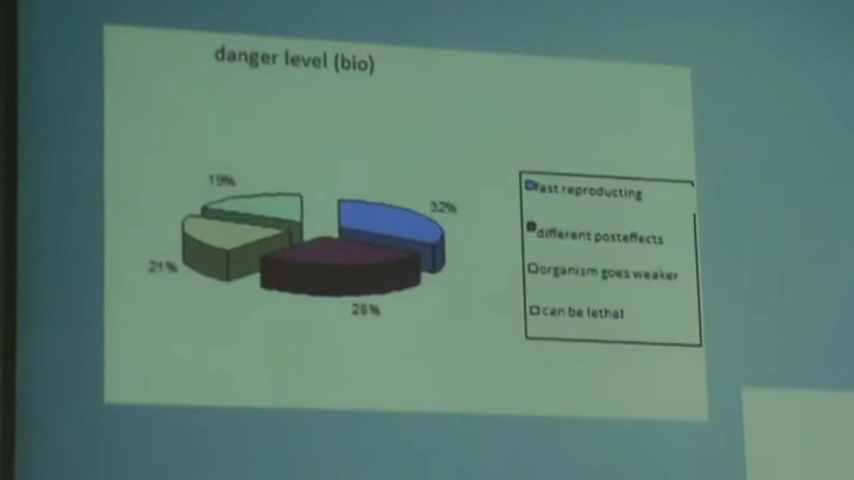 danger level (bio)
19%
32%
21%
28%
fast reproducting
different posteffects
organism goes weaker
can be lethal